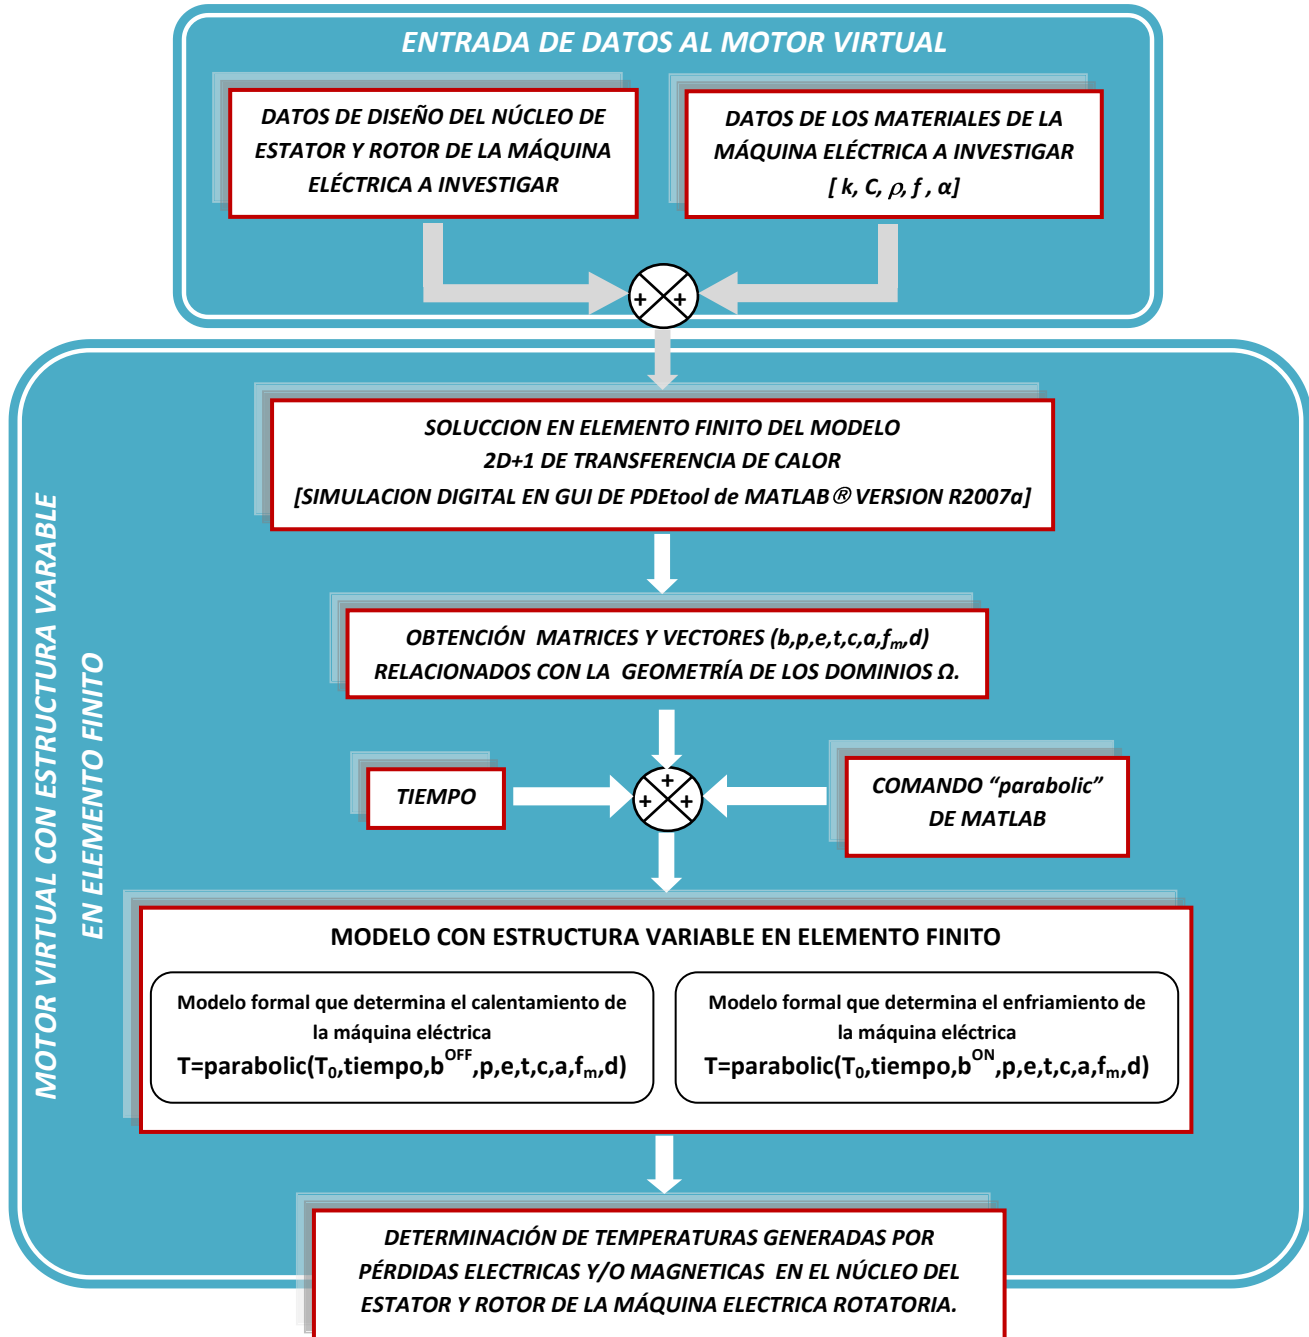 ENTRADA DE DATOS AL MOTOR VIRTUAL
DATOS DE DISEÑO DEL NÚCLEO DE
ESTATOR Y ROTOR DE LA MÁQUINA
ELÉCTRICA A INVESTIGAR
DATOS DE LOS MATERIALES DE LA
MÁQUINA ELÉCTRICA A INVESTIGAR
[ k, C, ρ, f , α]
+ +
MOTOR VIRTUAL CON ESTRUCTURA VARABLE
EN ELEMENTO FINITO
SOLUCCION EN ELEMENTO FINITO DEL MODELO
2D+1 DE TRANSFERENCIA DE CALOR
[SIMULACION DIGITAL EN GUI DE PDEtool de MATLAB® VERSION R2007a]
OBTENCIÓN MATRICES Y VECTORES (b,p,e,t,c,a,fm,d)
RELACIONADOS CON LA GEOMETRÍA DE LOS DOMINIOS Ω.
TIEMPO
+
+ +
COMANDO “parabolic”
DE MATLAB
MODELO CON ESTRUCTURA VARIABLE EN ELEMENTO FINITO
Modelo formal que determina el calentamiento de
la máquina eléctrica
T=parabolic(T0,tiempo,b^OFF,p,e,t,c,a,fm,d)
Modelo formal que determina el enfriamiento de
la máquina eléctrica
T=parabolic(T0,tiempo,b^ON,p,e,t,c,a,fm,d)
DETERMINACIÓN DE TEMPERATURAS GENERADAS POR
PÉRDIDAS ELECTRICAS Y/O MAGNETICAS EN EL NÚCLEO DEL
ESTATOR Y ROTOR DE LA MÁQUINA ELECTRICA ROTATORIA.